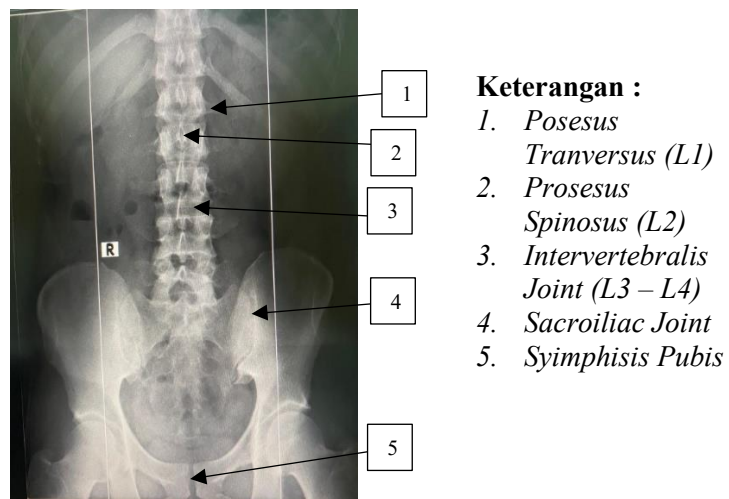 1
2
3
4
5
R
Keterangan :
1. Posesus
Tranversus (L1)
2. Prosesus
Spinosus (L2)
3. Intervertebralis
Joint (L3 – L4)
4. Sacroiliac Joint
5. Syimphisis Pubis